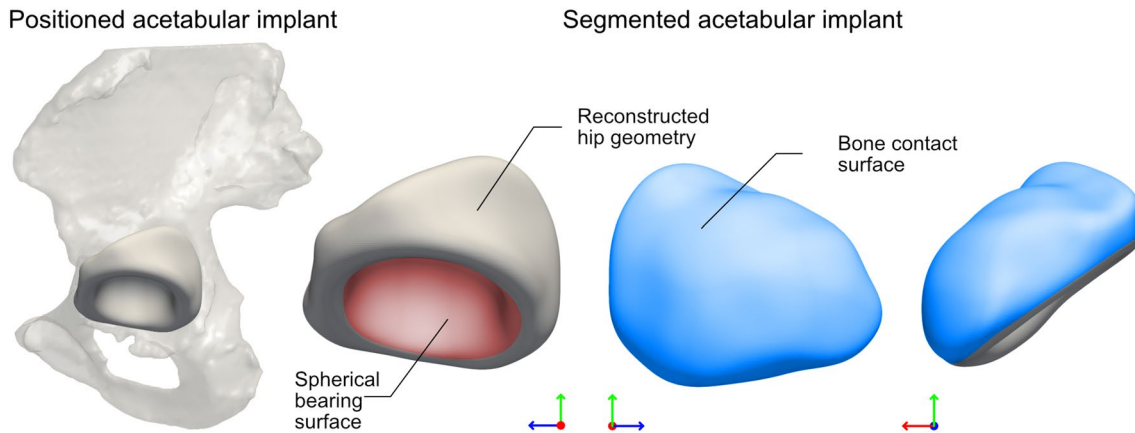 Positioned acetabular implant
Segmented acetabular implant
Reconstructed
hip geometry
Bone contact
surface
Spherical
bearing
surface